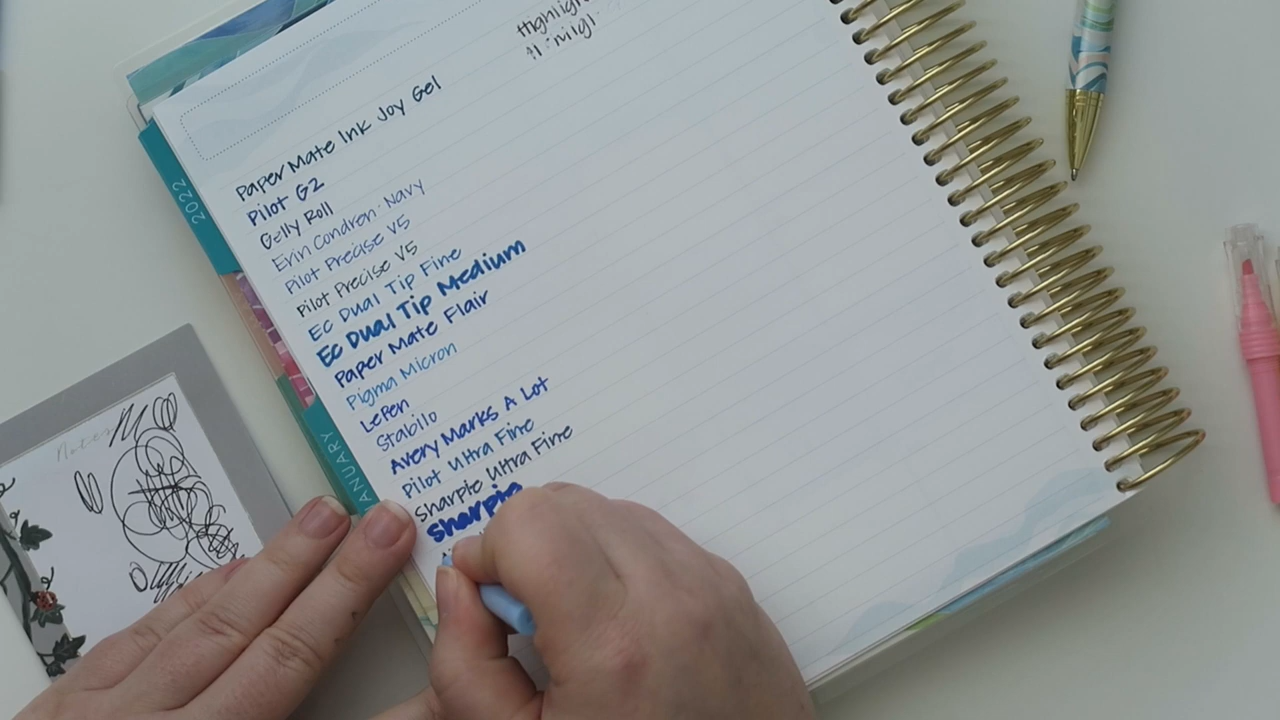 Paper Mate Ink Joy Gel
Pilot G2
Gelly Roll
Erin Condren Navy
Pilot Precise V5
Pilot Precise V5
EC Dual Tip Fine
EC Dual Tip Medium
Paper Mate Flair
Pigma Micron
LePen
Stabilo
Avery Marks A Lot
Pilot Ultra Fine
Sharpie Ultra Fine
Sharpie
2022
JANUARY
Notes